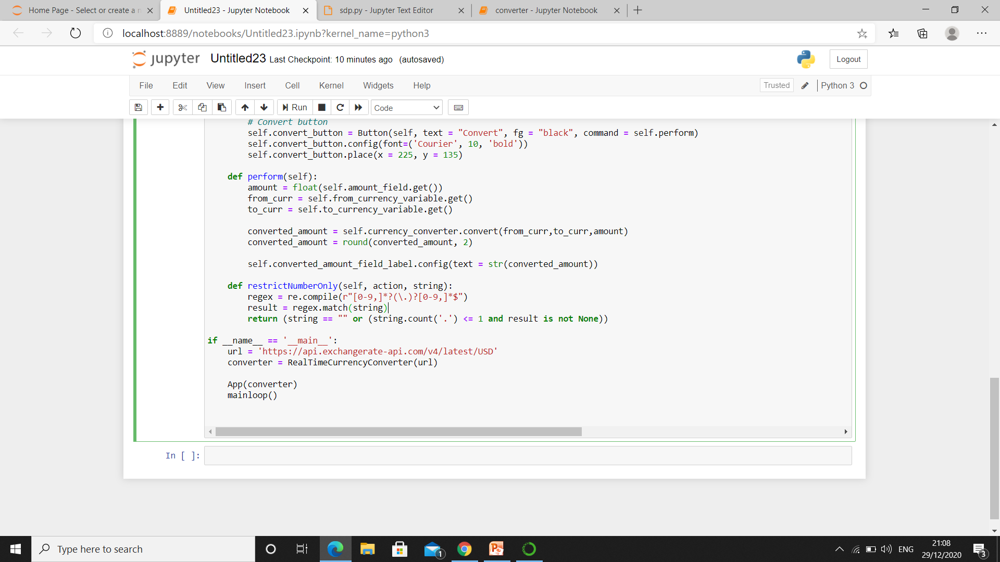 Home Page - Select or create a n
Untitled23 - Jupyter Notebook
sdp.py - Jupyter Text Editor
converter - Jupyter Notebook
localhost:8889/notebooks/Untitled23.ipynb?kernel_name=python3
jupyter Untitled23 Last Checkpoint: 10 minutes ago (autosaved)
Logout
File Edit View Insert Cell Kernel Widgets Help
Trusted
Python 3
Run
Code
# Convert button
self.convert_button = Button(self, text = "Convert", fg = "black", command = self.perform)
self.convert_button.config(font=('Courier', 10, 'bold'))
self.convert_button.place(x = 225, y = 135)
def perform(self):
amount = float(self.amount_field.get())
from_curr = self.from_currency_variable.get()
to_curr = self.to_currency_variable.get()
converted_amount = self.currency_converter.convert(from_curr,to_curr,amount)
converted_amount = round(converted_amount, 2)
self.converted_amount_field_label.config(text = str(converted_amount))
def restrictNumberOnly(self, action, string):
regex = re.compile(r"[0-9,]*?(\.)?[0-9,]*$")
result = regex.match(string)
return (string == "" or (string.count('.') <= 1 and result is not None))
if __name__ == '__main__':
url = 'https://api.exchangerate-api.com/v4/latest/USD'
converter = RealTimeCurrencyConverter(url)
App(converter)
mainloop()
In [ ]:
Type here to search
1
ENG
21:08
29/12/2020
3